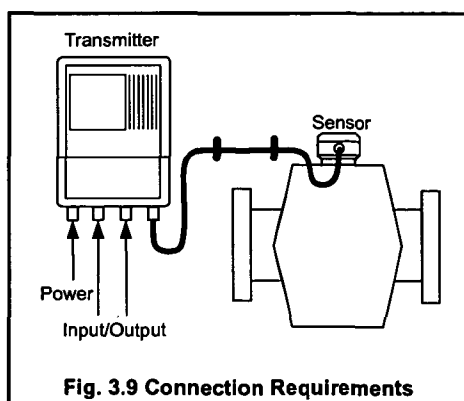 Transmitter
Sensor
Power
Input/Output
Fig. 3.9 Connection Requirements